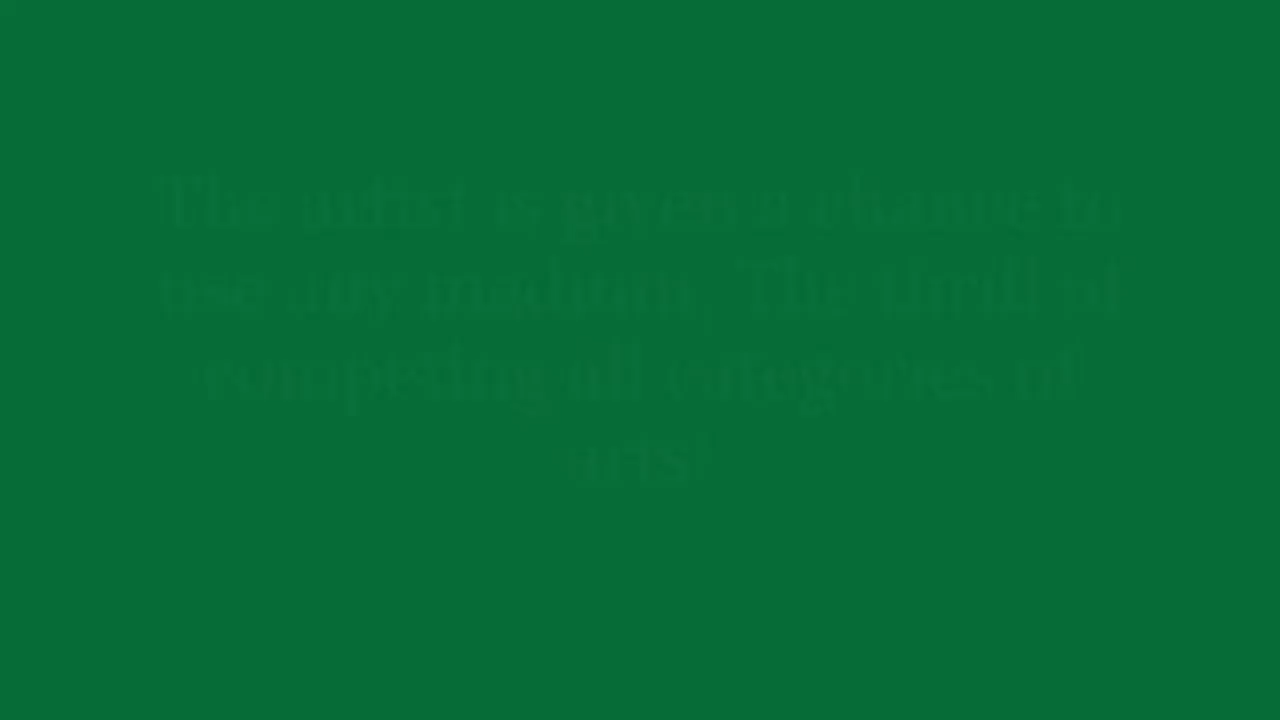 The artist is given a chance to
use any medium, The thrill of
competing all categories of
arts!